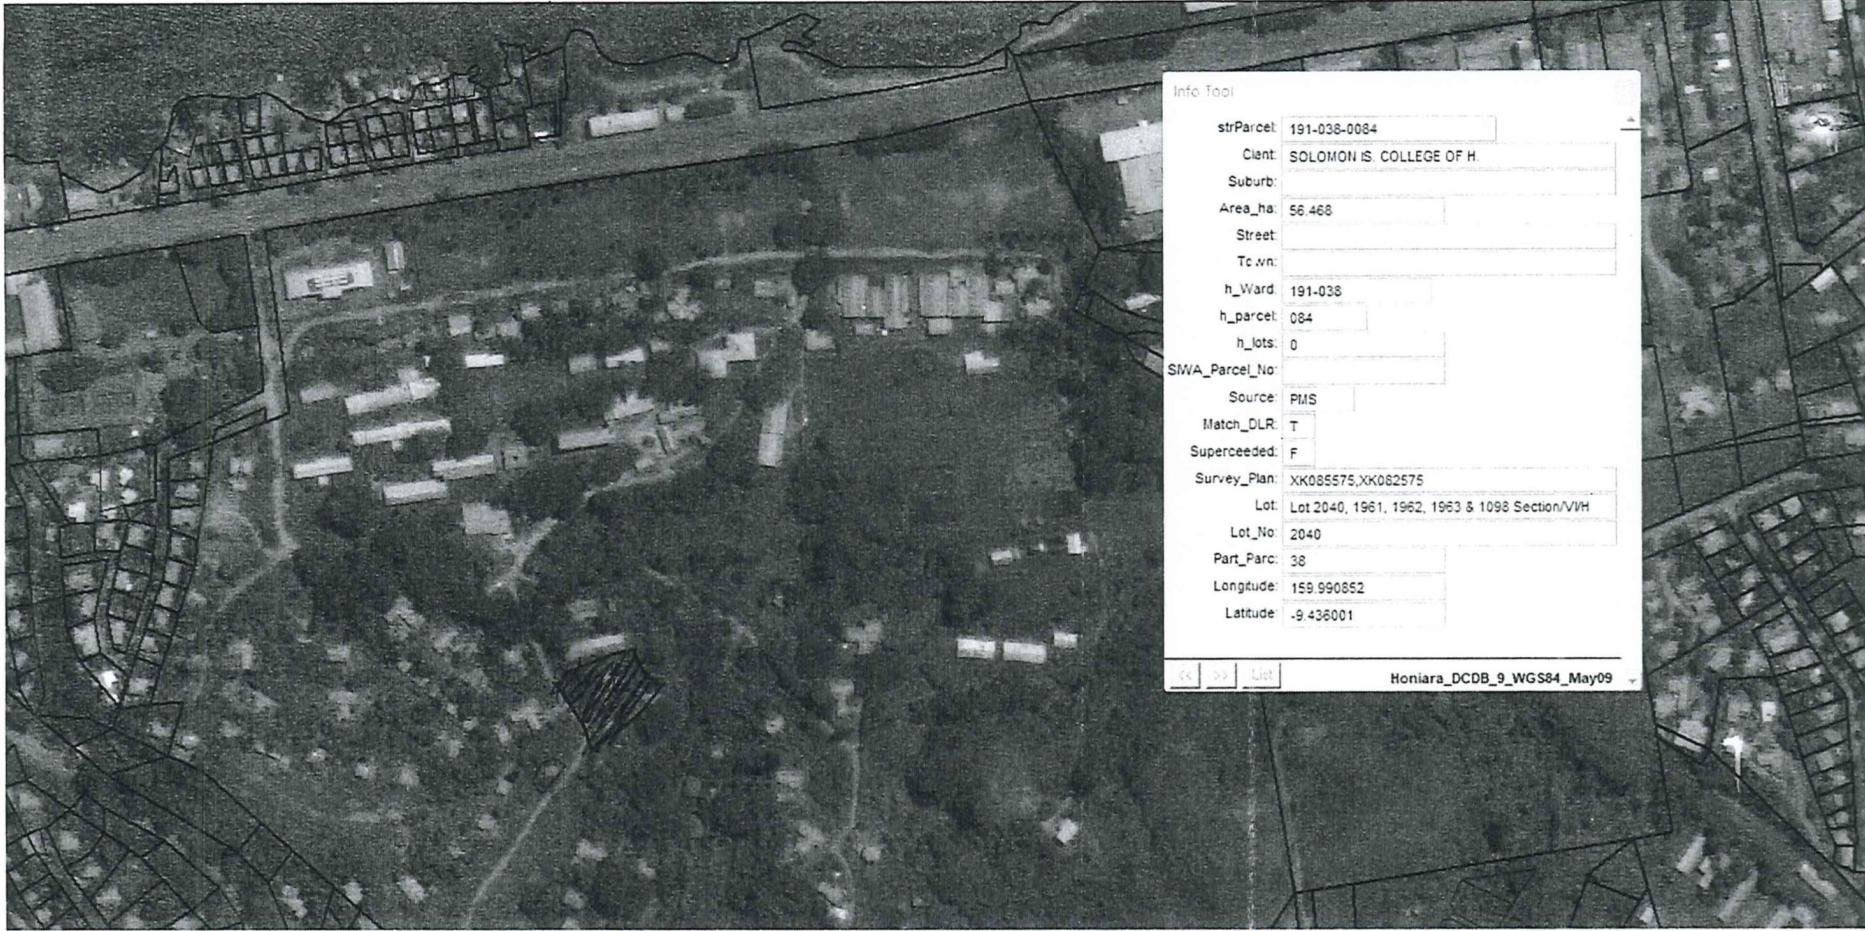 Info Tool
strParcel: 191-038-0084
Client: SOLOMON IS. COLLEGE OF H.
Suburb:
Area_ha: 56.468
Street:
Town:
h_Ward: 191-038
h_parcel: 084
h_lots: 0
SIWA_Parcel_No:
Source: PMS
Match_DLR: T
Superceeded: F
Survey_Plan: XK085575,XK082575
Lot: Lot 2040, 1961, 1962, 1963 & 1098 Section/VI/H
Lot_No: 2040
Part_Parc: 38
Longitude: 159.990852
Latitude: -9.436001
<< >> List Honiara_DCDB_9_WGS84_May09